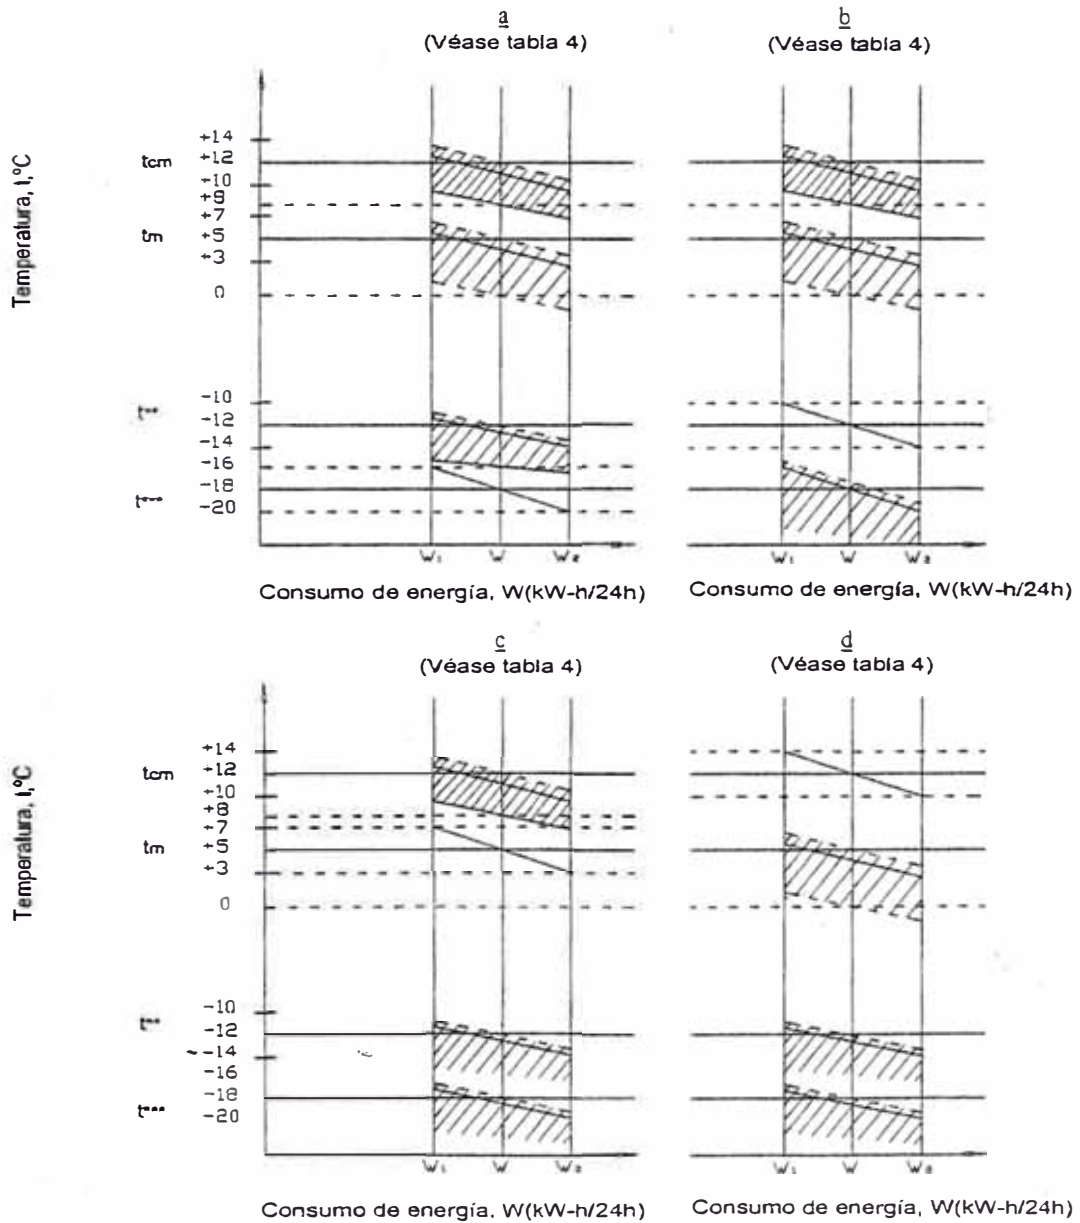 a
(Véase tabla 4)
b
(Véase tabla 4)
Temperatura, t,ºC
+14
tcm
+12
+10
+9
+7
tm
+5
+3
0
-10
t**
-12
-14
-16
-18
t***
-20
W₁ W W₂
W₁ W W₂
Consumo de energía, W(kW-h/24h)
Consumo de energía, W(kW-h/24h)
c
(Véase tabla 4)
d
(Véase tabla 4)
Temperatura, t,ºC
+14
tcm
+12
+10
+8
+7
tm
+5
+3
0
-10
t**
-12
-14
-16
-18
t***
-20
W₁ W W₂
W₁ W W₂
Consumo de energía, W(kW-h/24h)
Consumo de energía, W(kW-h/24h)